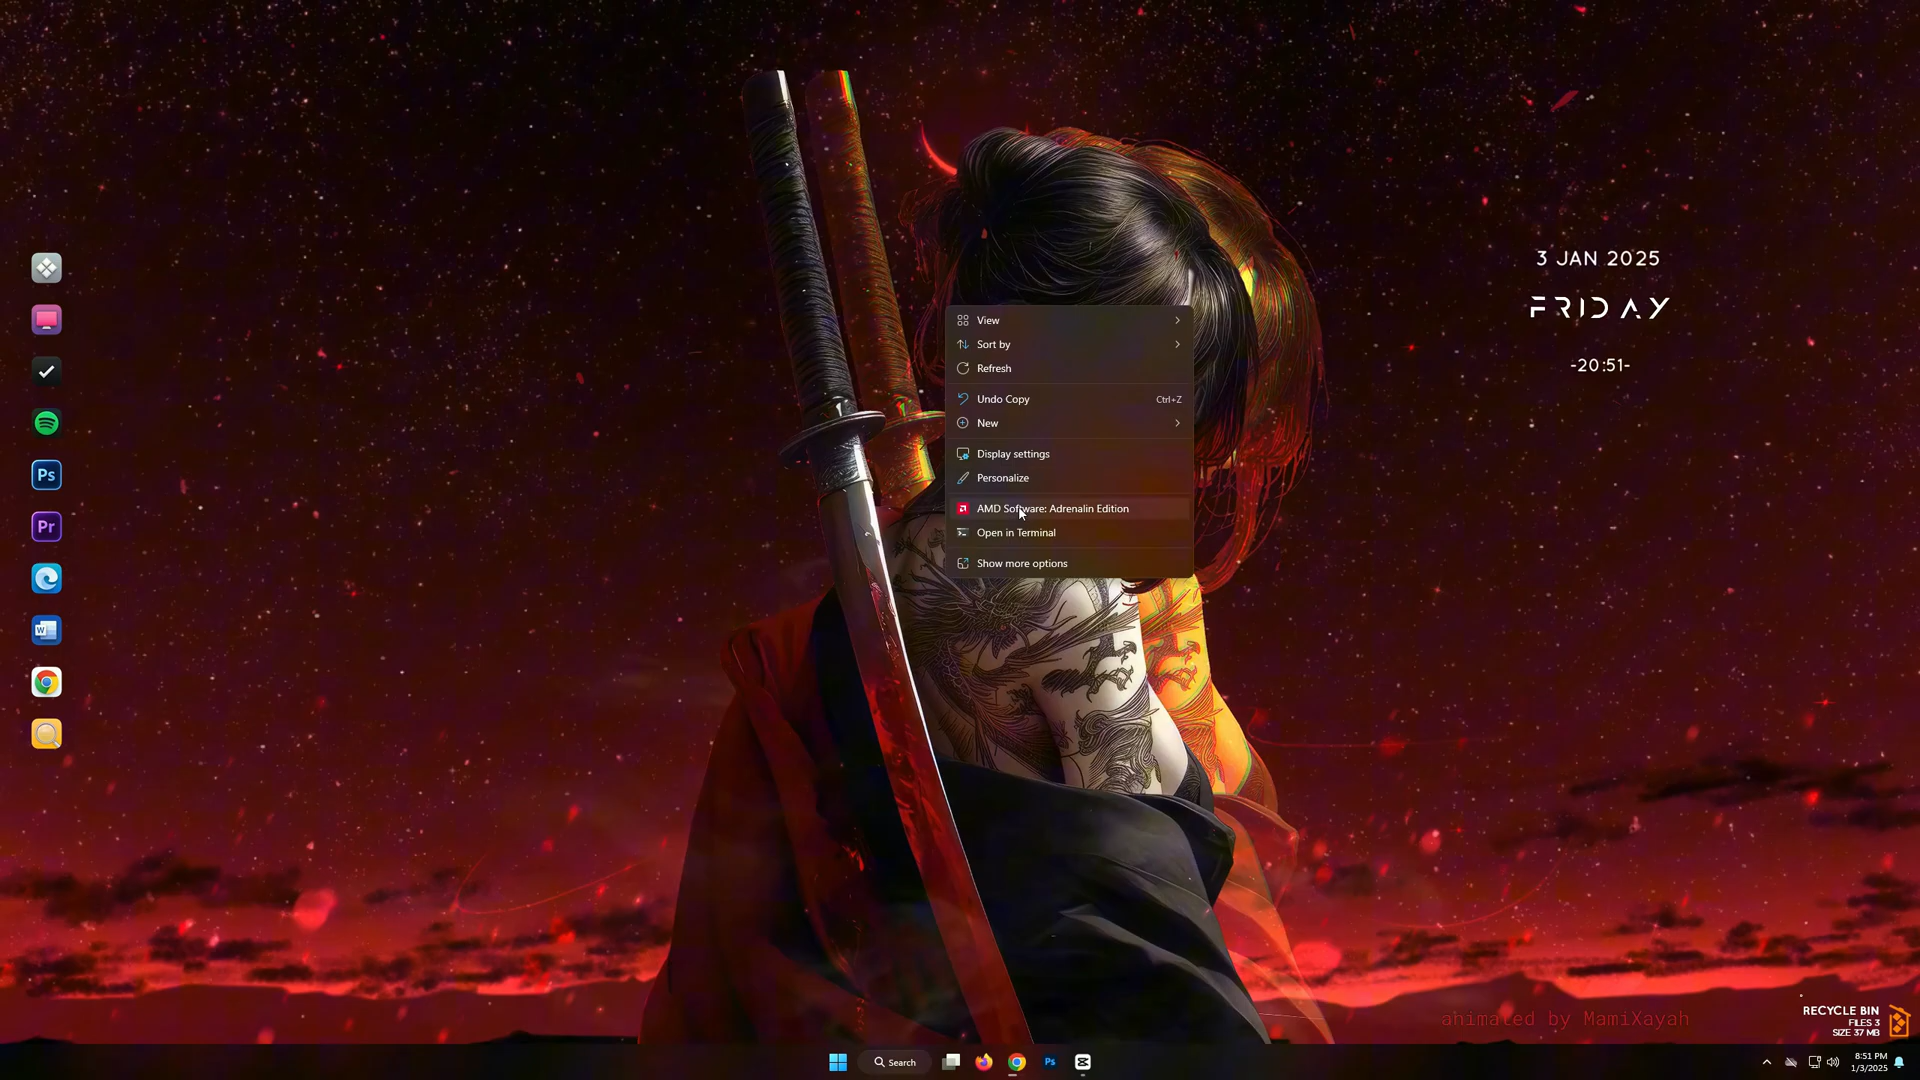 3 JAN 2025
FRIDAY
-20:51-
View
Sort by
Refresh
Undo Copy Ctrl+Z
New
Display settings
Personalize
AMD Software: Adrenalin Edition
Open in Terminal
Show more options
Ps
Pr
W
animated by MamiXayah
RECYCLE BIN
FILES 3
SIZE 37 MB
Search
Ps
8:51 PM
1/3/2025